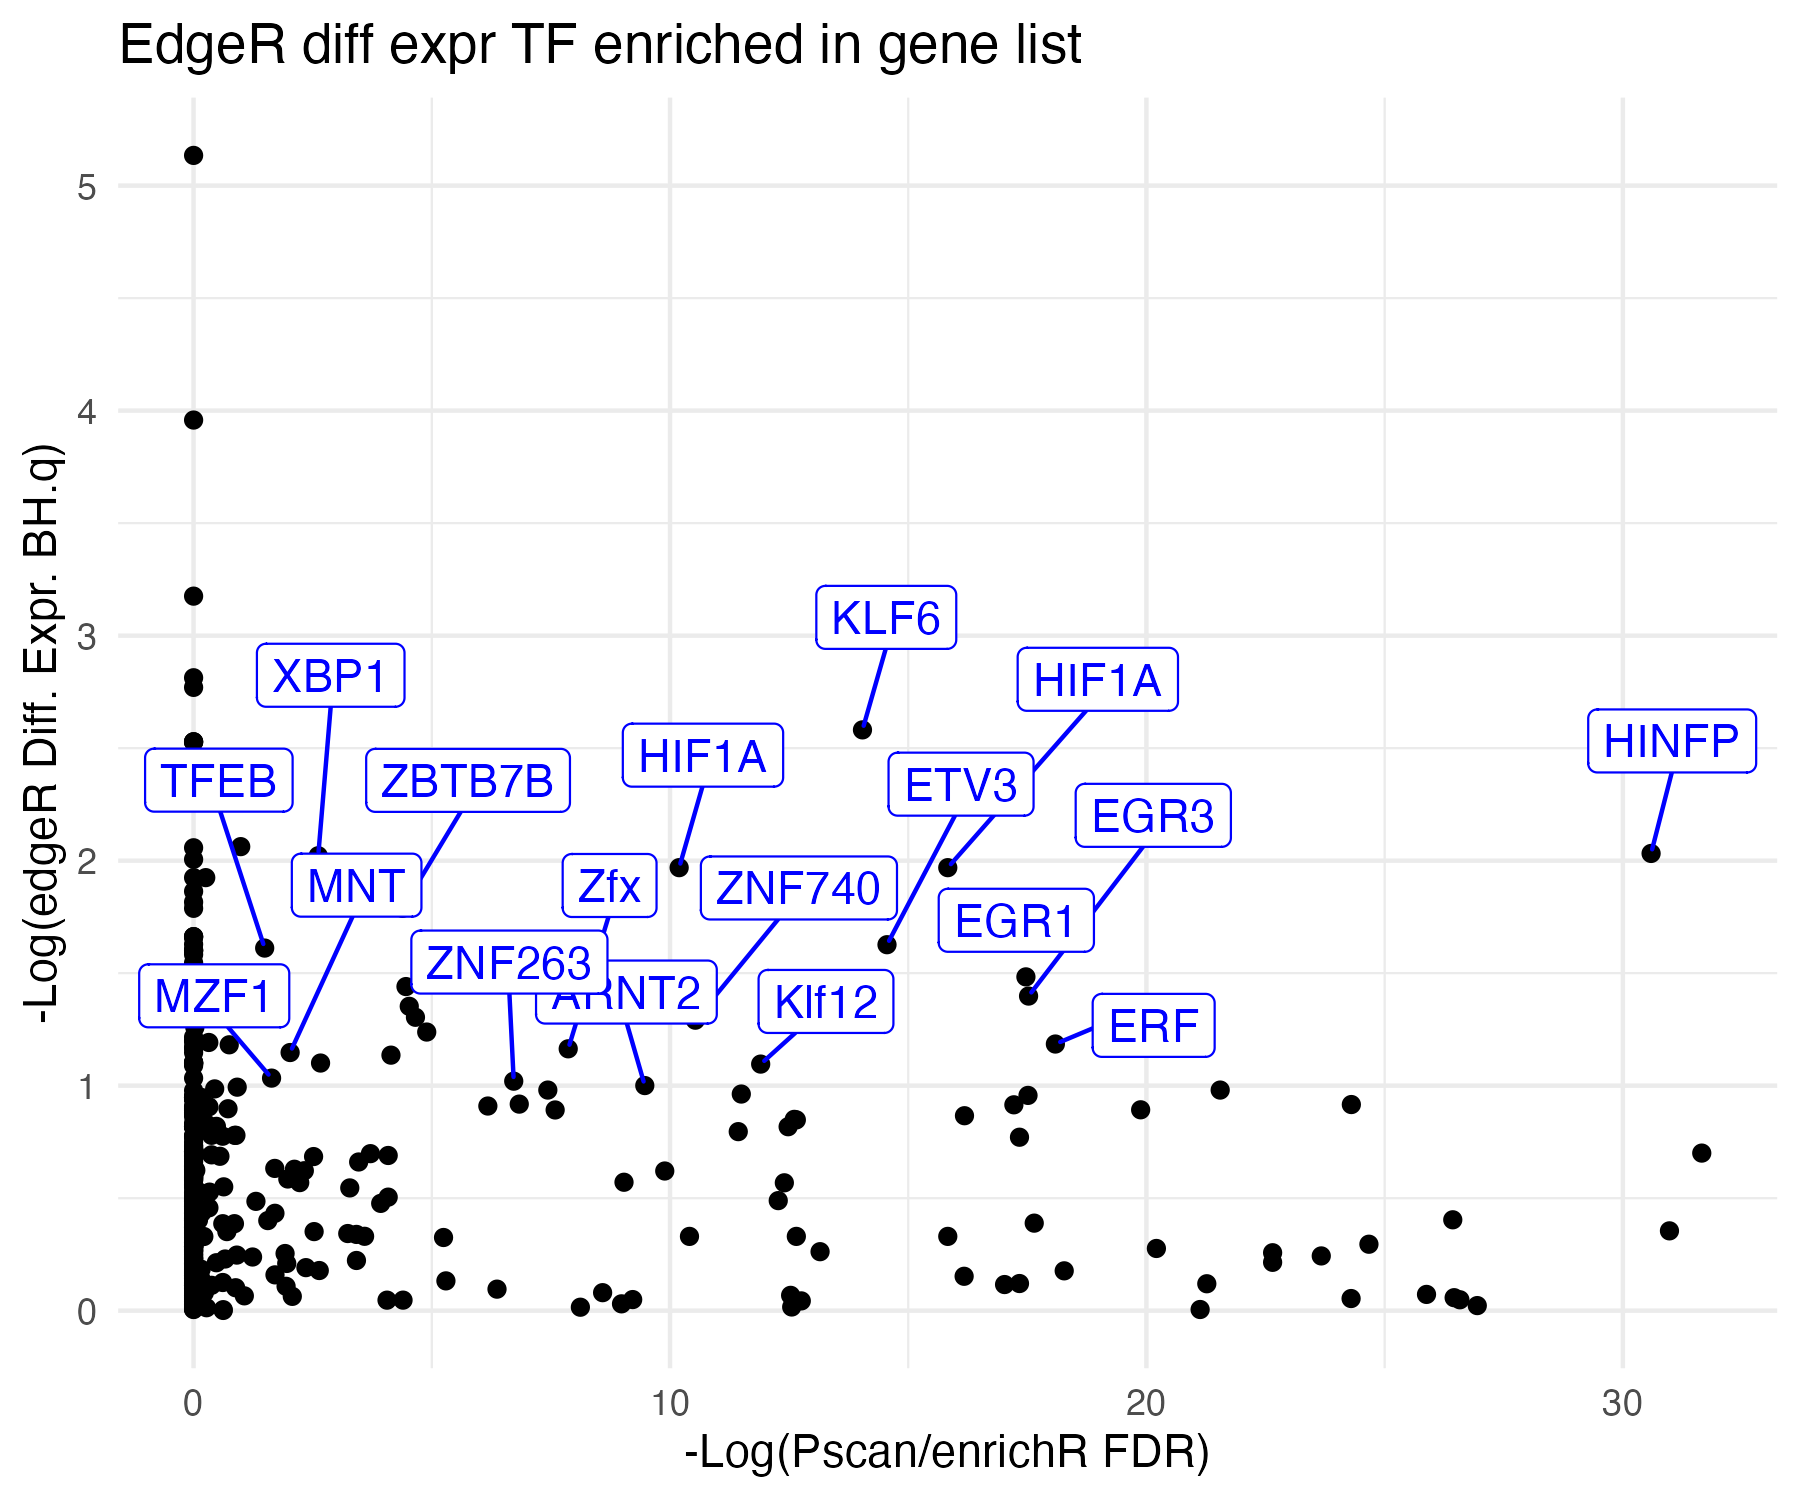 EdgeR diff expr TF enriched in gene list
-Log(edgeR Diff. Expr. BH.q)
5
4
3
2
1
0
KLF6
XBP1
HIF1A
HINFP
HIF1A
TFEB
ZBTB7B
ETV3
EGR3
MNT
Zfx
ZNF740
EGR1
ZNF263
ARNT2
MZF1
Klf12
ERF
0
10
20
30
-Log(Pscan/enrichR FDR)